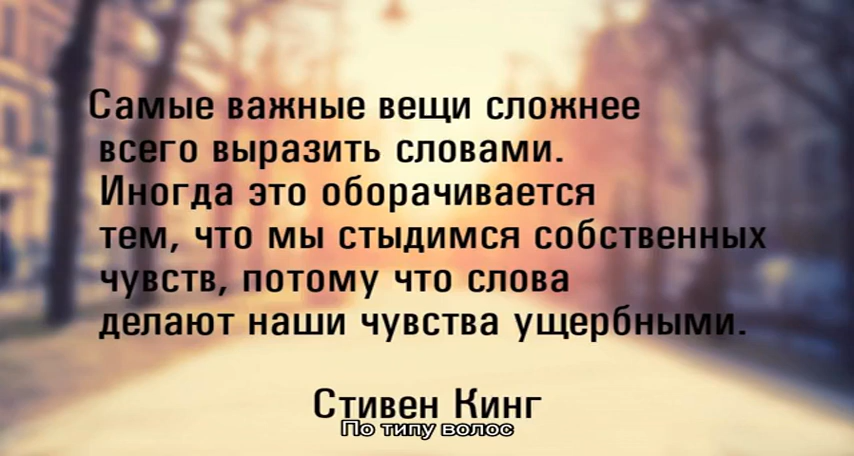 Самые важные вещи сложнее
всего выразить словами.
Иногда это оборачивается
тем, что мы стыдимся собственных
чувств, потому что слова
делают наши чувства ущербными.
Стивен Кинг
По типу волос